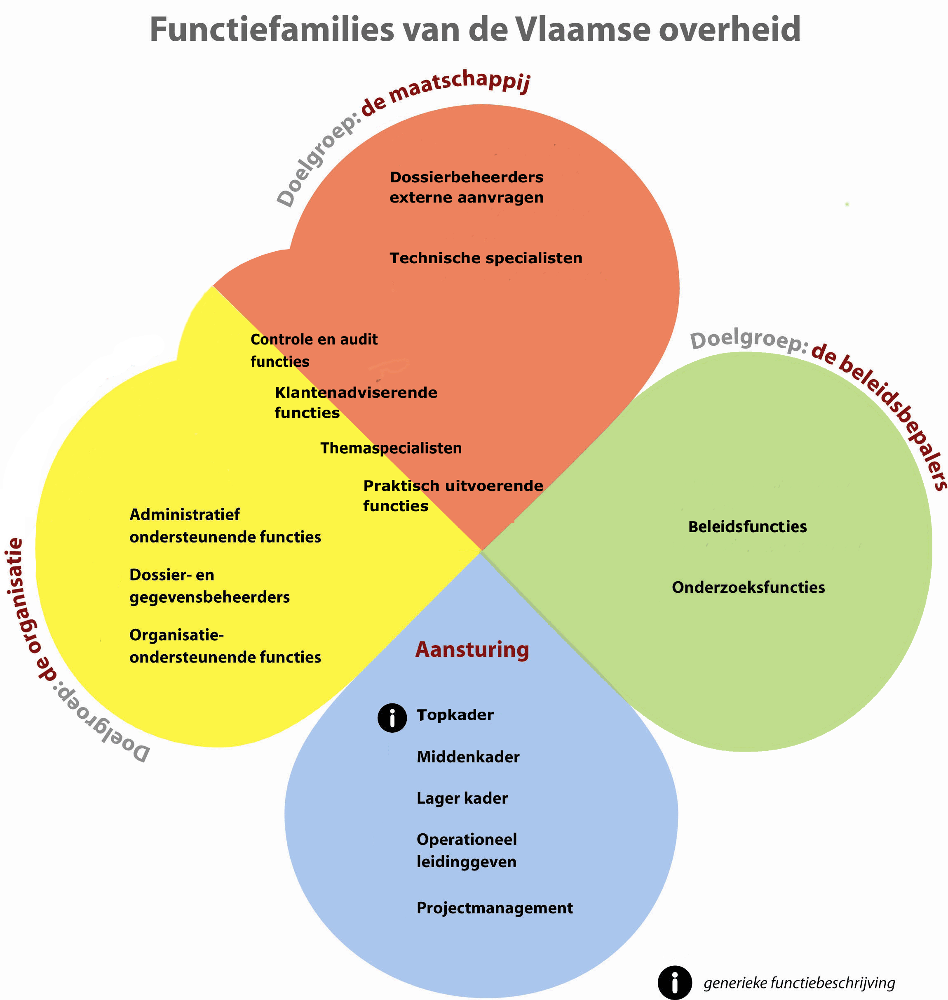 Functiefamilies van de Vlaamse overheid
Doelgroep: de maatschappij
Dossierbeheerders
externe aanvragen
Technische specialisten
Doelgroep: de beleidsbepalers
Controle en audit
functies
Klantenadviserende
functies
Themaspecialisten
Praktisch uitvoerende
functies
Administratief
ondersteunende functies
Dossier- en
gegevensbeheerders
Organisatie-
ondersteunende functies
Doelgroep: de organisatie
Beleidsfuncties
Onderzoeksfuncties
Aansturing
i Topkader
Middenkader
Lager kader
Operationeel
leidinggeven
Projectmanagement
i generieke functiebeschrijving